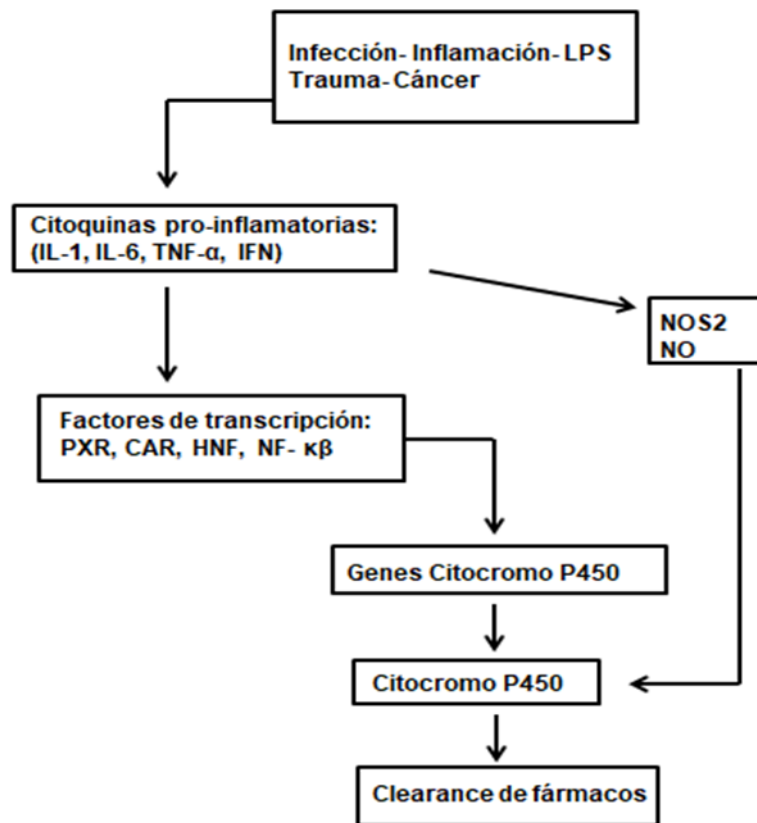 Infección- Inflamación- LPS
Trauma- Cáncer
Citoquinas pro-inflamatorias:
(IL-1, IL-6, TNF-α, IFN)
NOS2
NO
Factores de transcripción:
PXR, CAR, HNF, NF- κβ
Genes Citocromo P450
Citocromo P450
Clearance de fármacos